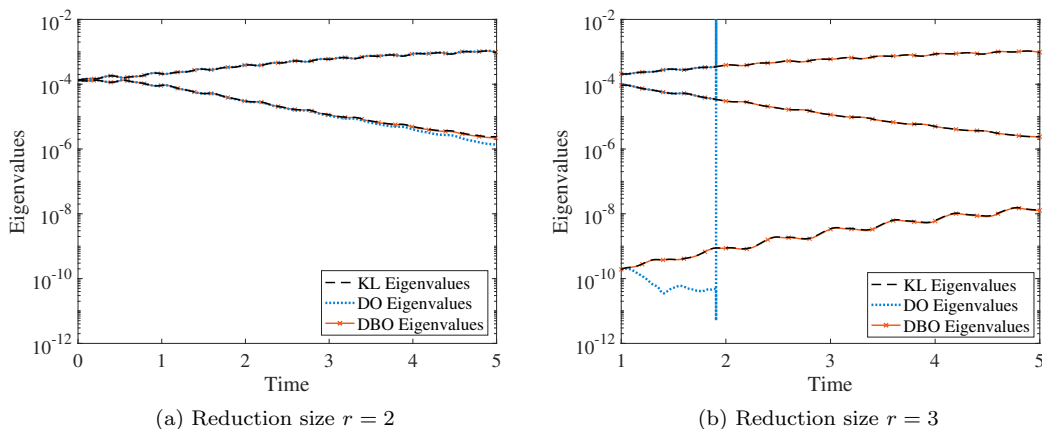 10^-2
10^-4
10^-6
10^-8
10^-10
10^-12
Eigenvalues
0 1 2 3 4 5
Time
KL Eigenvalues
DO Eigenvalues
DBO Eigenvalues
(a) Reduction size r = 2
10^-2
10^-4
10^-6
10^-8
10^-10
10^-12
Eigenvalues
1 2 3 4 5
Time
KL Eigenvalues
DO Eigenvalues
DBO Eigenvalues
(b) Reduction size r = 3